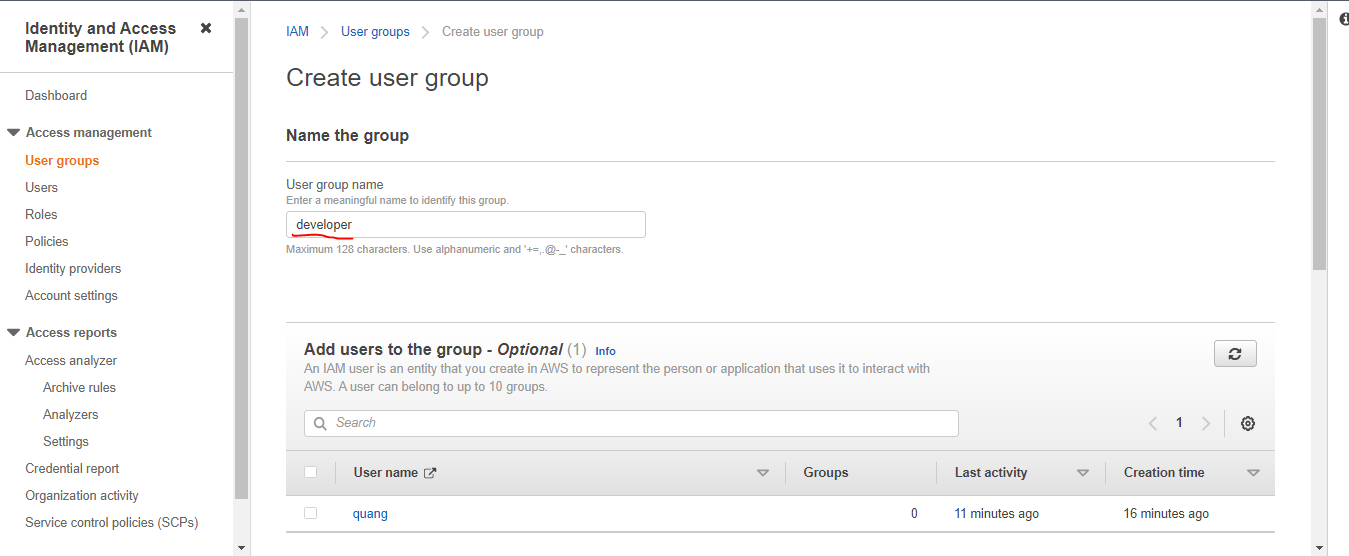 Identity and Access
Management (IAM)
Dashboard
Access management
User groups
Users
Roles
Policies
Identity providers
Account settings
Access reports
Access analyzer
Archive rules
Analyzers
Settings
Credential report
Organization activity
Service control policies (SCPs)
IAM > User groups > Create user group
Create user group
Name the group
User group name
Enter a meaningful name to identify this group.
developer
Maximum 128 characters. Use alphanumeric and '+=,.@-_' characters.
Add users to the group - Optional (1) Info
An IAM user is an entity that you create in AWS to represent the person or application that uses it to interact with
AWS. A user can belong to up to 10 groups.
Search
1
User name Groups Last activity Creation time
quang 0 11 minutes ago 16 minutes ago